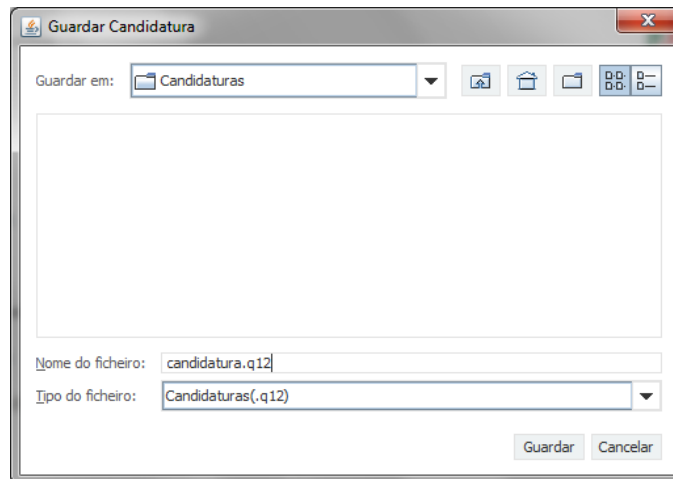 Guardar Candidatura
Guardar em: Candidaturas
Nome do ficheiro: candidatura.q12
Tipo do ficheiro: Candidaturas(.q12)
Guardar Cancelar